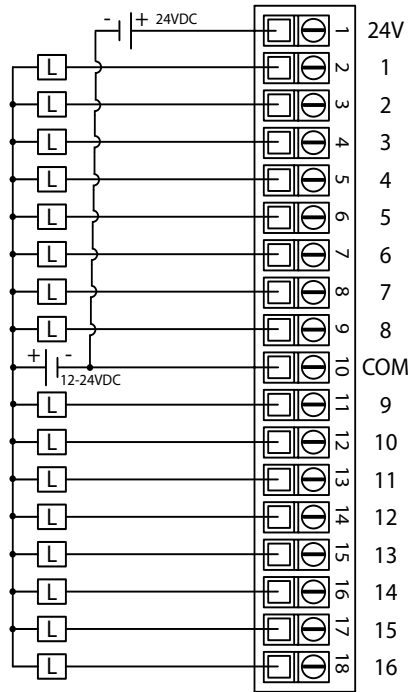 - + 24VDC 1 24V
L 2 1
L 3 2
L 4 3
L 5 4
L 6 5
L 7 6
L 8 7
L 9 8
+ - 12-24VDC 10 COM
L 11 9
L 12 10
L 13 11
L 14 12
L 15 13
L 16 14
L 17 15
L 18 16